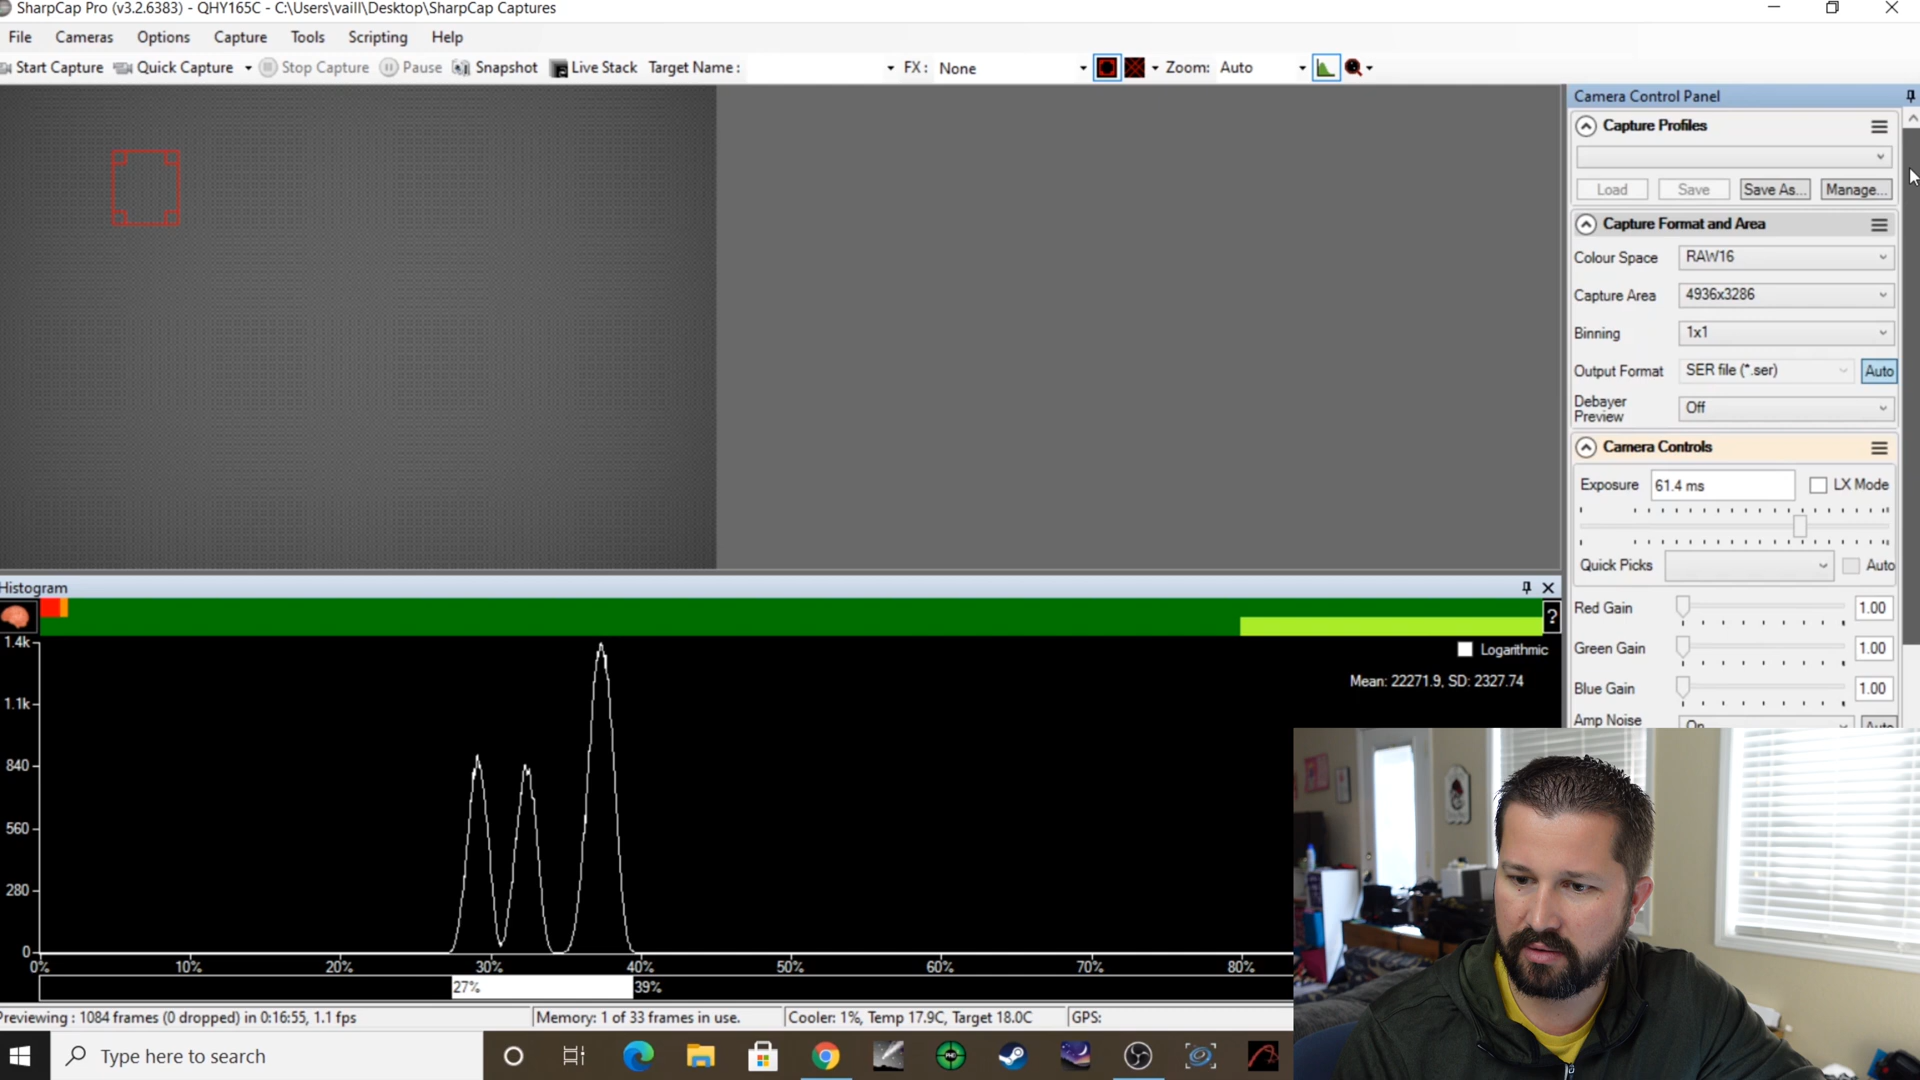 SharpCap Pro (v3.2.6383) - QHY165C - C:\Users\vaill\Desktop\SharpCap Captures
File Cameras Options Capture Tools Scripting Help
Start Capture Quick Capture Stop Capture Pause Snapshot Live Stack Target Name : FX: None Zoom: Auto
Camera Control Panel
Capture Profiles
Load Save Save As... Manage...
Capture Format and Area
Colour Space RAW16
Capture Area 4936x3286
Binning 1x1
Output Format SER file (*.ser) Auto
Debayer
Preview Off
Camera Controls
Exposure 61.4 ms LX Mode
Quick Picks Auto
Red Gain 1.00
Green Gain 1.00
Blue Gain 1.00
Amp Noise On Auto
Histogram
?
Logarithmic
Mean: 22271.9, SD: 2327.74
1.4k
1.1k
840
560
280
0
0% 10% 20% 30% 40% 50% 60% 70% 80%
27% 39%
Previewing : 1084 frames (0 dropped) in 0:16:55, 1.1 fps Memory: 1 of 33 frames in use. Cooler: 1%, Temp 17.9C, Target 18.0C GPS:
Type here to search